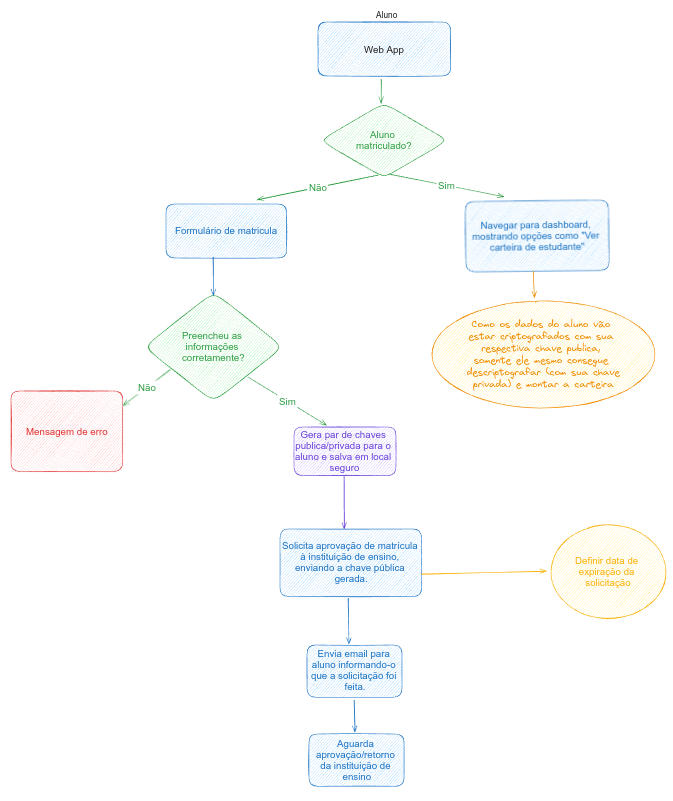 Aluno
Web App
Aluno
matriculado?
Não
Sim
Formulário de matricula
Navegar para dashboard,
mostrando opções como "Ver
carteira de estudante"
Preencheu as
informações
corretamente?
Como os dados do aluno vão
estar criptografados com sua
respectiva chave publica,
somente ele mesmo consegue
descriptografar (com sua chave
privada) e montar a carteira
Não
Sim
Mensagem de erro
Gera par de chaves
publica/privada para o
aluno e salva em local
seguro
Solicita aprovação de matrícula
à instituição de ensino,
enviando a chave pública
gerada.
Definir data de
expiração da
solicitação
Envia email para
aluno informando-o
que a solicitação foi
feita.
Aguarda
aprovação/retorno
da instituição de
ensino